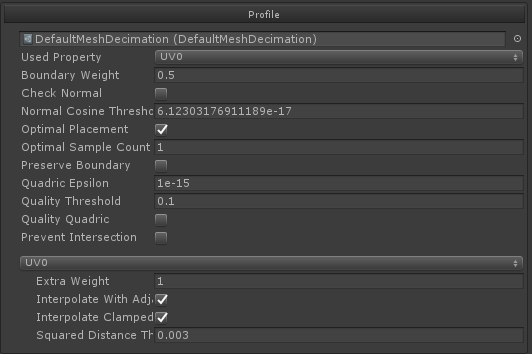 Profile
DefaultMeshDecimation (DefaultMeshDecimation)
Used Property UV0
Boundary Weight 0.5
Check Normal
Normal Cosine Thresho 6.12303176911189e-17
Optimal Placement
Optimal Sample Count 1
Preserve Boundary
Quadric Epsilon 1e-15
Quality Threshold 0.1
Quality Quadric
Prevent Intersection
UV0
Extra Weight 1
Interpolate With Adj
Interpolate Clamped
Squared Distance Th 0.003